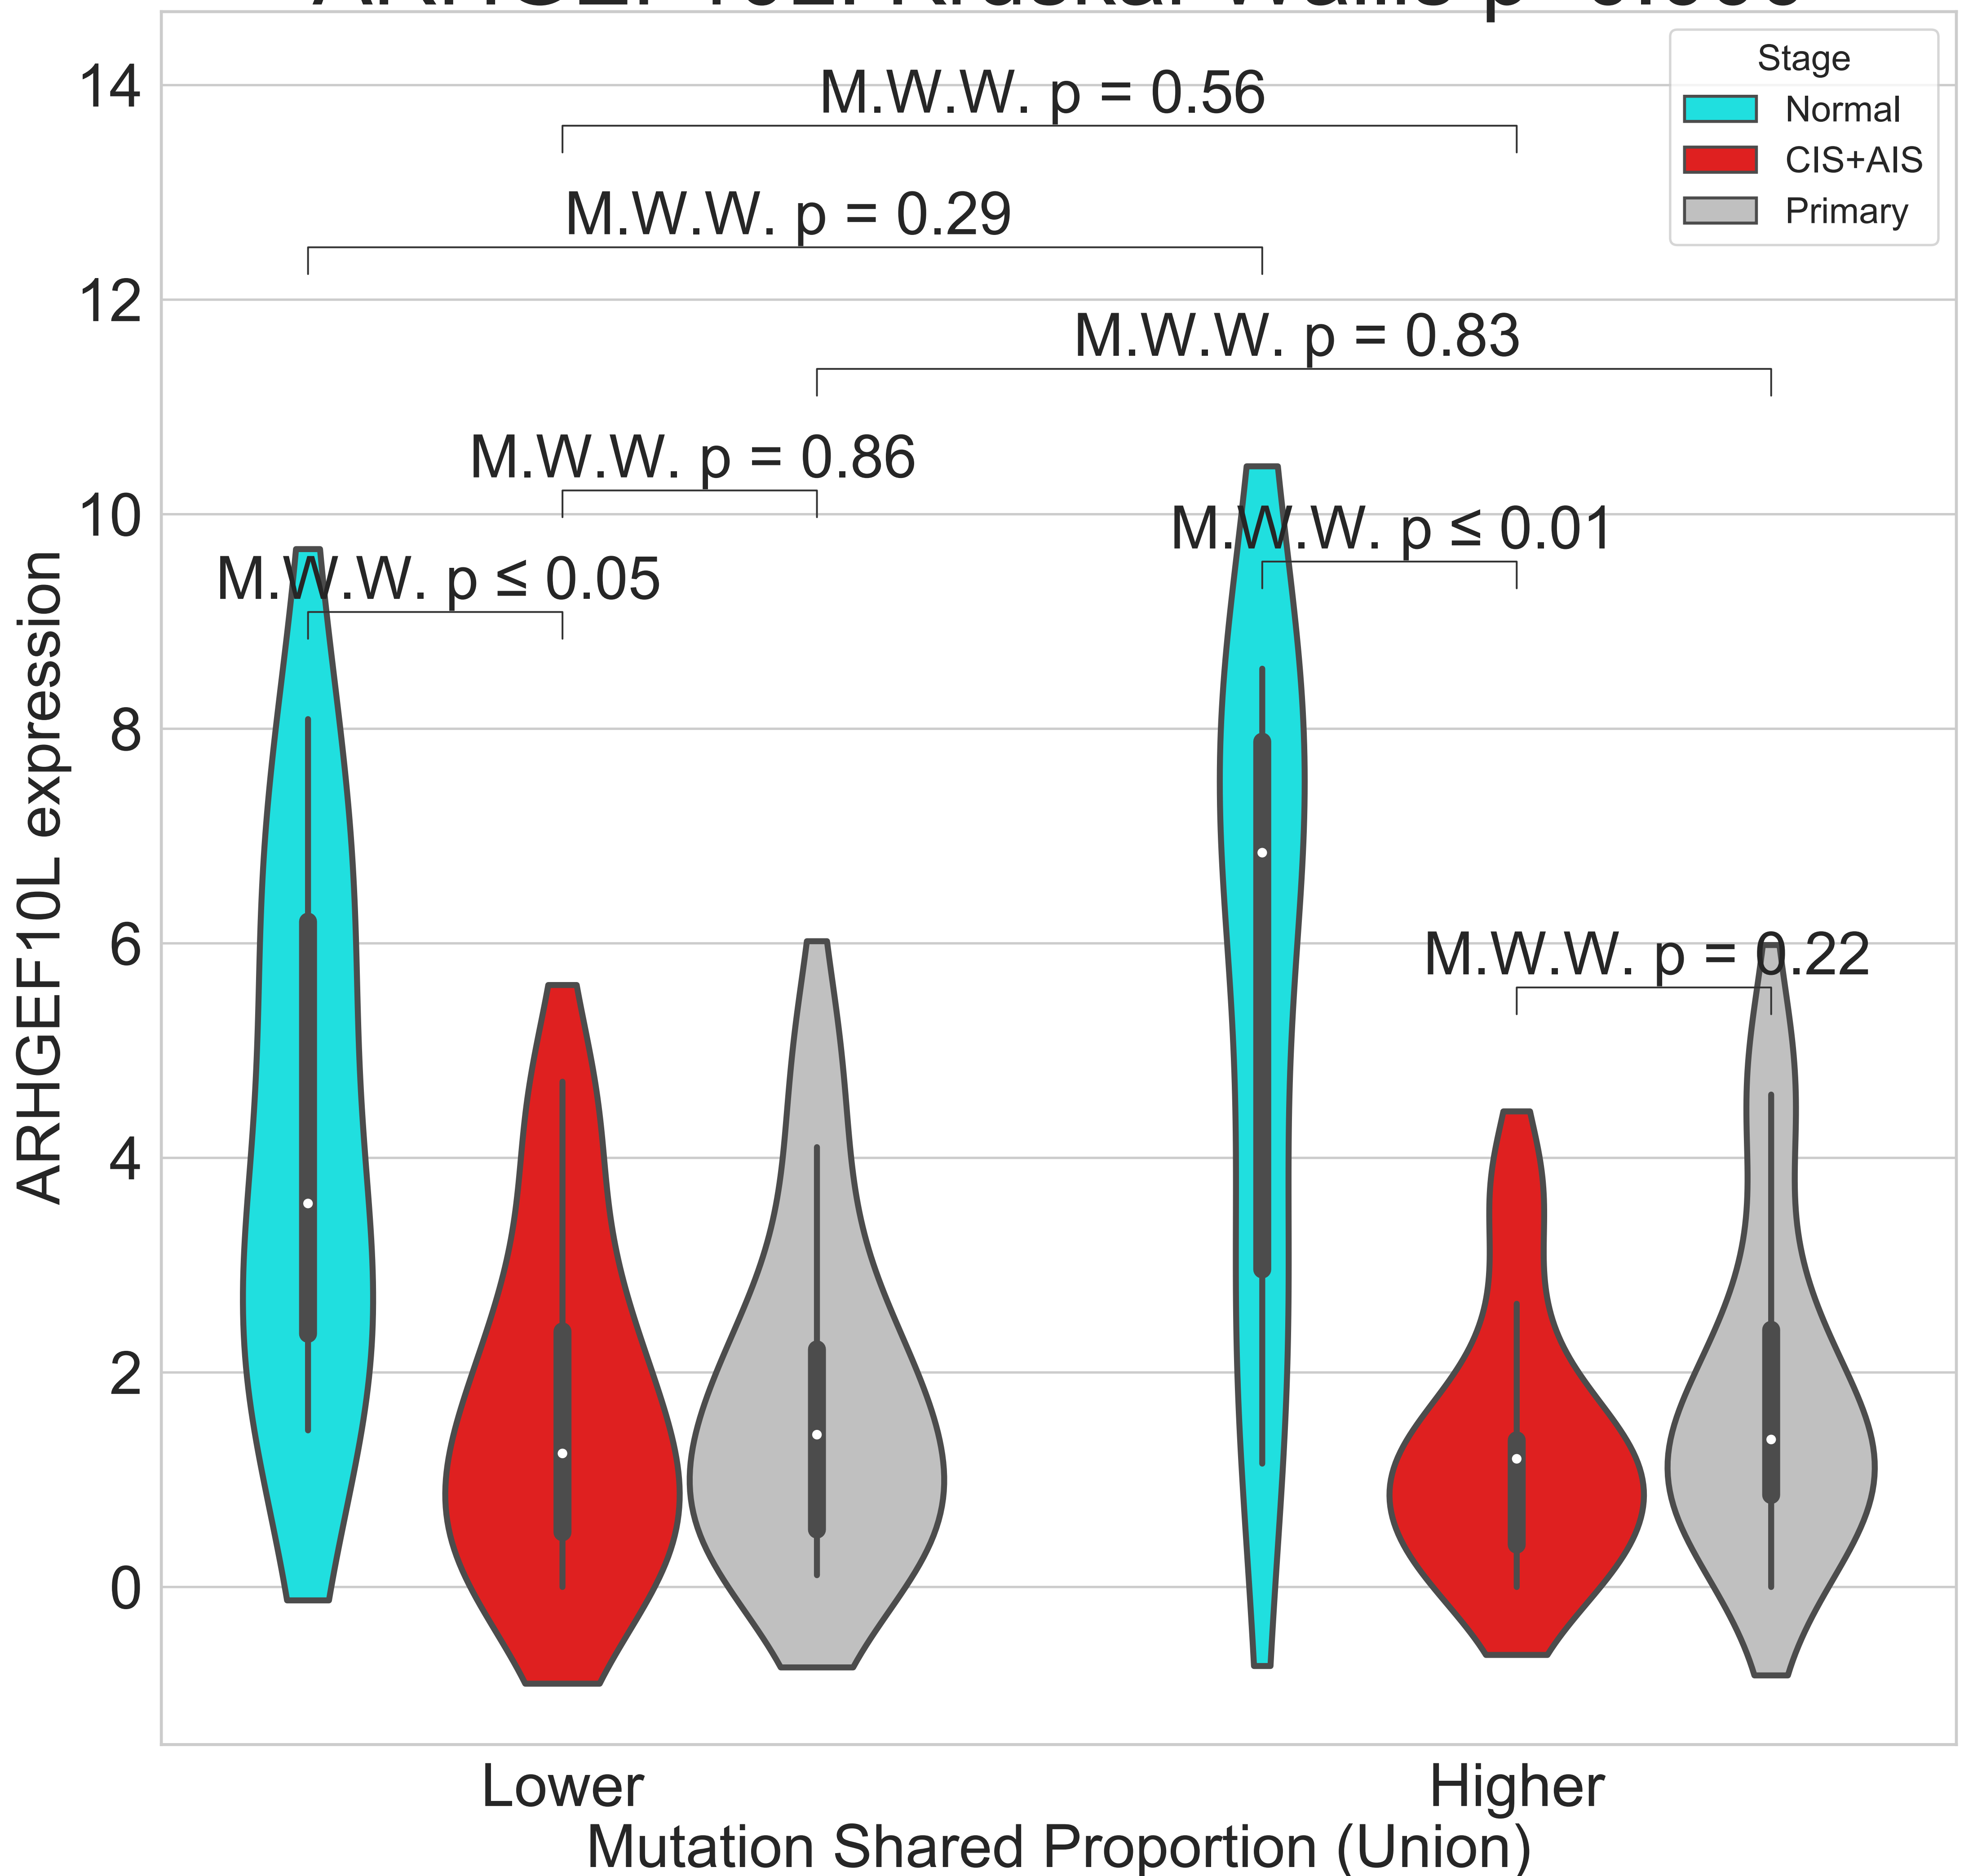 14
12
10
8
6
4
2
0
ARHGEF10L expression
M.W.W. p = 0.56
M.W.W. p = 0.29
M.W.W. p = 0.83
M.W.W. p = 0.86
M.W.W. p ≤ 0.01
M.W.W. p ≤ 0.05
M.W.W. p = 0.22
Stage
Normal
CIS+AIS
Primary
Lower
Higher
Mutation Shared Proportion (Union)